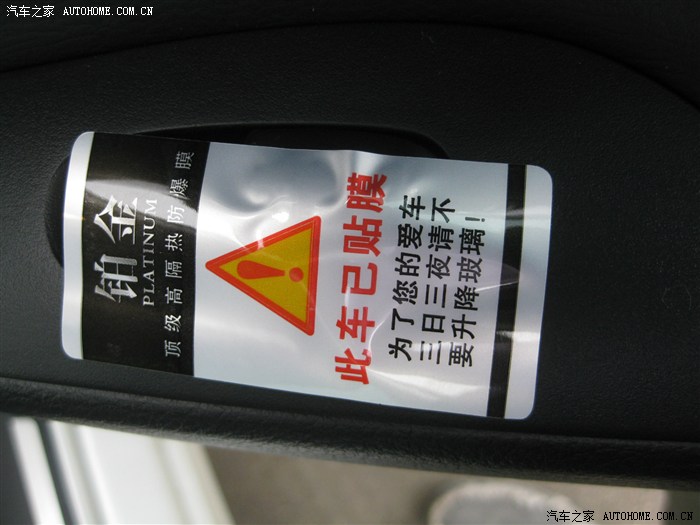 汽车之家 AUTOHOME.COM.CN
铂金
PLATINUM
顶级高隔热防爆膜
此车已贴膜
为了您的爱车
三日三夜请不
要升降玻璃!
汽车之家 AUTOHOME.COM.CN